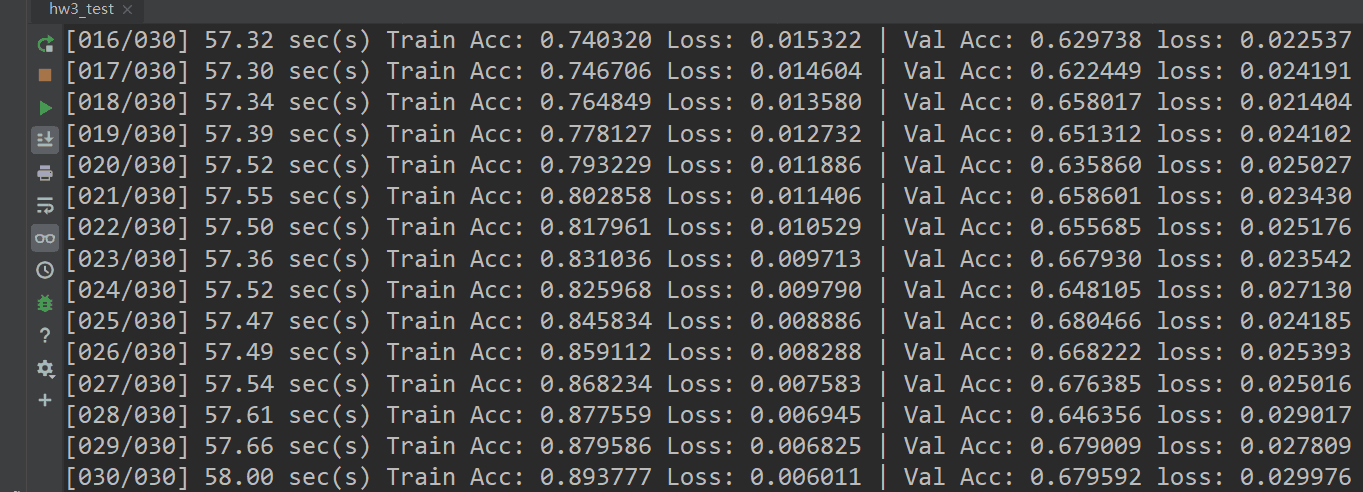 hw3_test
[016/030] 57.32 sec(s) Train Acc: 0.740320 Loss: 0.015322 | Val Acc: 0.629738 loss: 0.022537
[017/030] 57.30 sec(s) Train Acc: 0.746706 Loss: 0.014604 | Val Acc: 0.622449 loss: 0.024191
[018/030] 57.34 sec(s) Train Acc: 0.764849 Loss: 0.013580 | Val Acc: 0.658017 loss: 0.021404
[019/030] 57.39 sec(s) Train Acc: 0.778127 Loss: 0.012732 | Val Acc: 0.651312 loss: 0.024102
[020/030] 57.52 sec(s) Train Acc: 0.793229 Loss: 0.011886 | Val Acc: 0.635860 loss: 0.025027
[021/030] 57.55 sec(s) Train Acc: 0.802858 Loss: 0.011406 | Val Acc: 0.658601 loss: 0.023430
[022/030] 57.50 sec(s) Train Acc: 0.817961 Loss: 0.010529 | Val Acc: 0.655685 loss: 0.025176
[023/030] 57.36 sec(s) Train Acc: 0.831036 Loss: 0.009713 | Val Acc: 0.667930 loss: 0.023542
[024/030] 57.52 sec(s) Train Acc: 0.825968 Loss: 0.009790 | Val Acc: 0.648105 loss: 0.027130
[025/030] 57.47 sec(s) Train Acc: 0.845834 Loss: 0.008886 | Val Acc: 0.680466 loss: 0.024185
[026/030] 57.49 sec(s) Train Acc: 0.859112 Loss: 0.008288 | Val Acc: 0.668222 loss: 0.025393
[027/030] 57.54 sec(s) Train Acc: 0.868234 Loss: 0.007583 | Val Acc: 0.676385 loss: 0.025016
[028/030] 57.61 sec(s) Train Acc: 0.877559 Loss: 0.006945 | Val Acc: 0.646356 loss: 0.029017
[029/030] 57.66 sec(s) Train Acc: 0.879586 Loss: 0.006825 | Val Acc: 0.679009 loss: 0.027809
[030/030] 58.00 sec(s) Train Acc: 0.893777 Loss: 0.006011 | Val Acc: 0.679592 loss: 0.029976